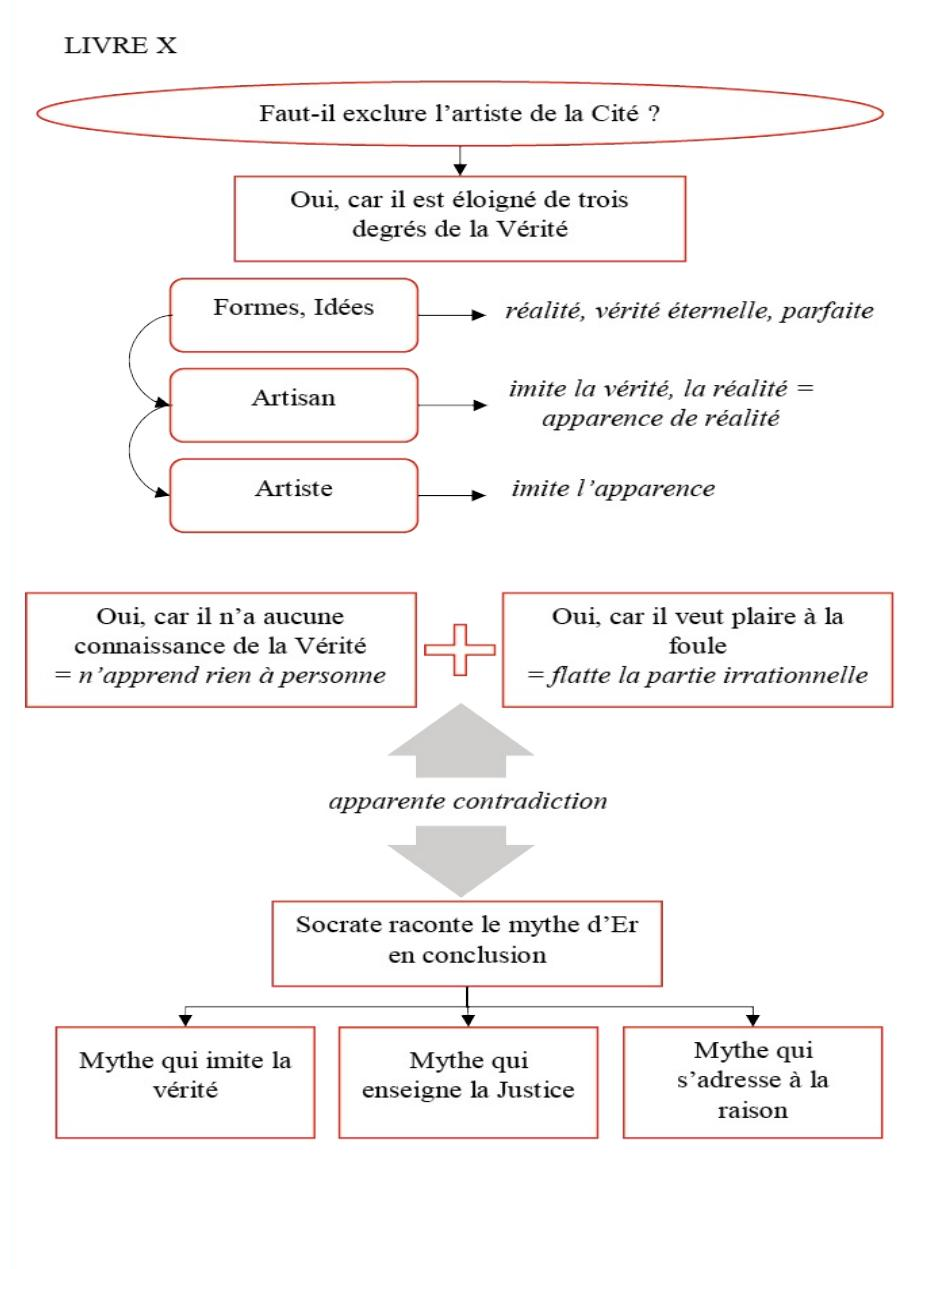 LIVRE X
Faut-il exclure l’artiste de la Cité ?
Oui, car il est éloigné de trois
degrés de la Vérité
Formes, Idées
réalité, vérité éternelle, parfaite
Artisan
imite la vérité, la réalité =
apparence de réalité
Artiste
imite l’apparence
Oui, car il n’a aucune
connaissance de la Vérité
= n’apprend rien à personne
Oui, car il veut plaire à la
foule
= flatte la partie irrationnelle
apparente contradiction
Socrate raconte le mythe d’Er
en conclusion
Mythe qui imite la
vérité
Mythe qui
enseigne la Justice
Mythe qui
s’adresse à la
raison